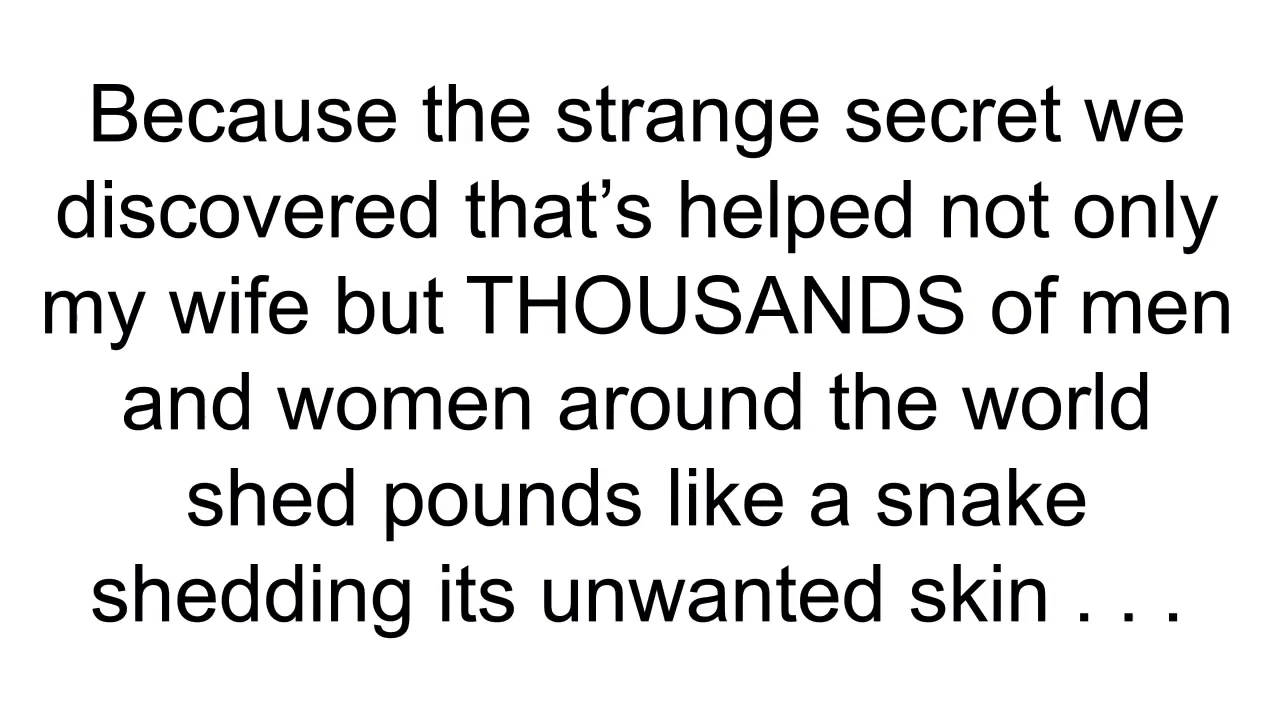 Because the strange secret we
discovered that’s helped not only
my wife but THOUSANDS of men
and women around the world
shed pounds like a snake
shedding its unwanted skin . . .